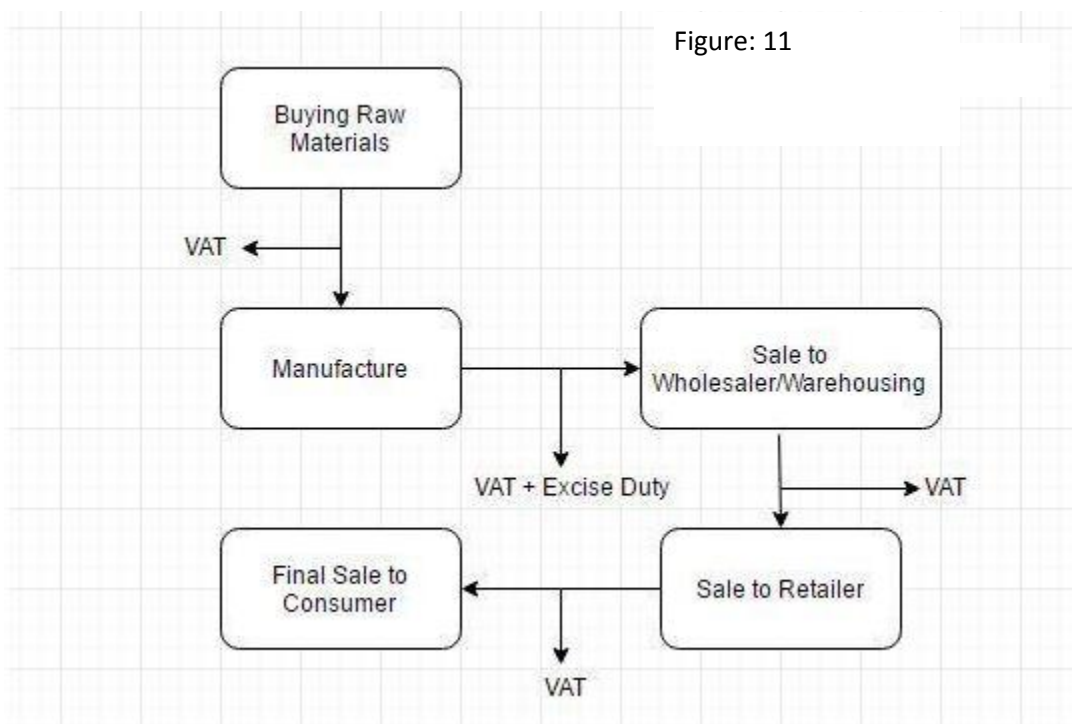 Figure: 11
Buying Raw
Materials
VAT
Manufacture
Sale to
Wholesaler/Warehousing
VAT + Excise Duty
VAT
Final Sale to
Consumer
Sale to Retailer
VAT